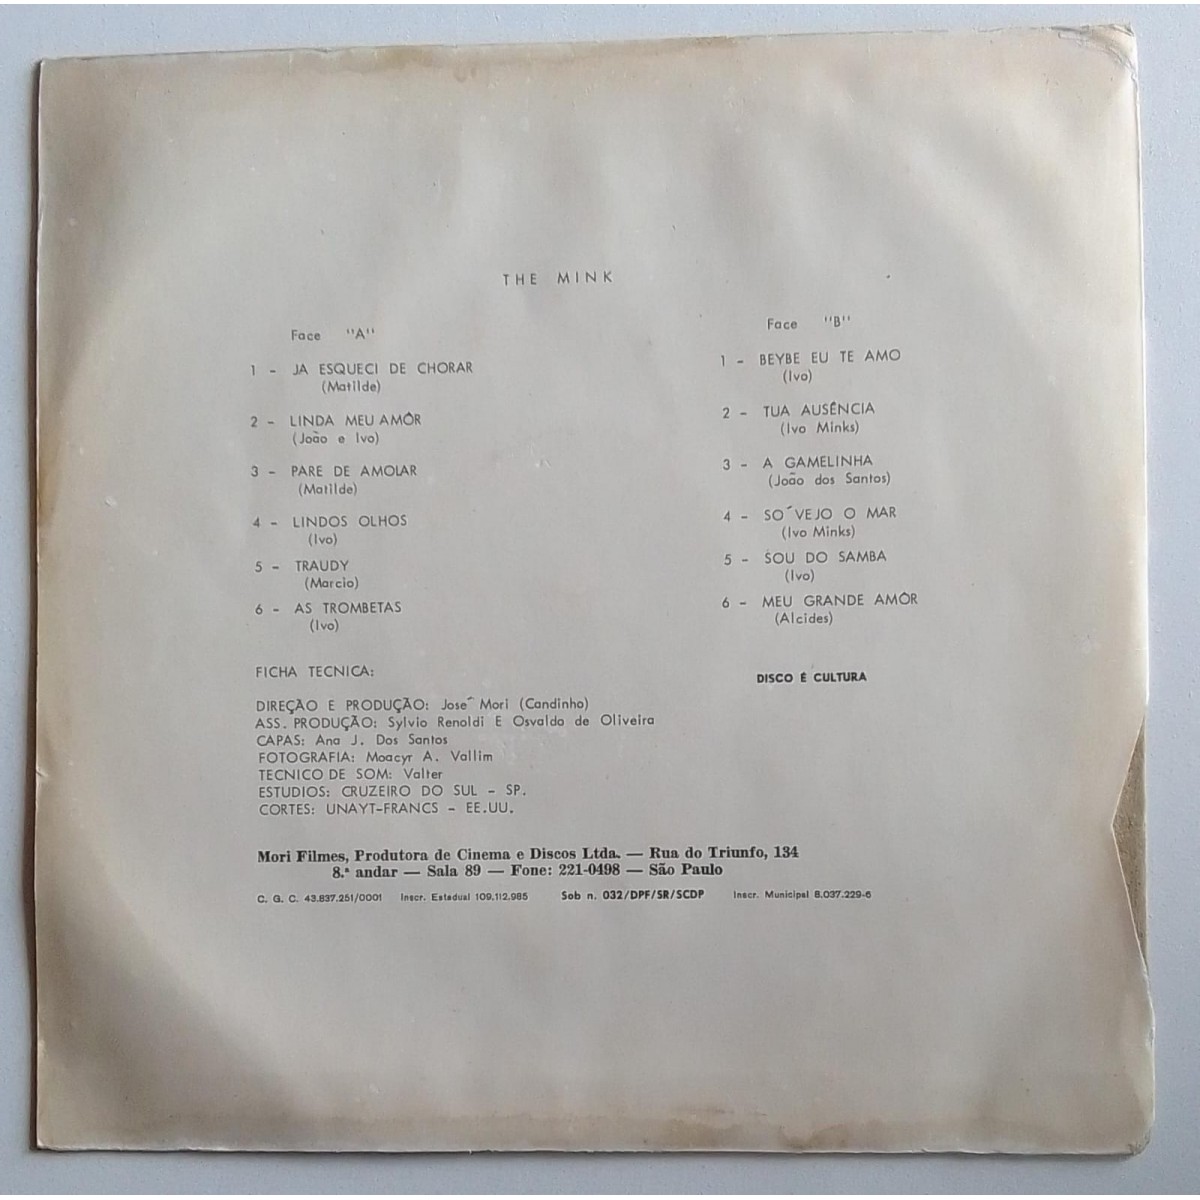 THE MINK
Face "A"
1 - JA ESQUECI DE CHORAR
(Matilde)
2 - LINDA MEU AMÔR
(João e Ivo)
3 - PARE DE AMOLAR
(Matilde)
4 - LINDOS OLHOS
(Ivo)
5 - TRAUDY
(Marcio)
6 - AS TROMBETAS
(Ivo)
Face "B"
1 - BEYBE EU TE AMO
(Ivo)
2 - TUA AUSÊNCIA
(Ivo Minks)
3 - A GAMELINHA
(João dos Santos)
4 - SO´VEJO O MAR
(Ivo Minks)
5 - SOU DO SAMBA
(Ivo)
6 - MEU GRANDE AMÔR
(Alcides)
FICHA TECNICA:
DISCO É CULTURA
DIREÇÃO E PRODUÇÃO: Jose´ Mori (Candinho)
ASS. PRODUÇÃO: Sylvio Renoldi E Osvaldo de Oliveira
CAPAS: Ana J. Dos Santos
FOTOGRAFIA: Moacyr A. Vallim
TECNICO DE SOM: Valter
ESTUDIOS: CRUZEIRO DO SUL - SP.
CORTES: UNAYT-FRANCS - EE.UU.
Mori Filmes, Produtora de Cinema e Discos Ltda. — Rua do Triunfo, 134
8.ª andar — Sala 89 — Fone: 221-0498 — São Paulo
C. G. C. 43.837.251/0001 Inscr. Estadual 109.112.985 Sob n. 032/DPF/SR/SCDP Inscr. Municipal 8.037.229-6